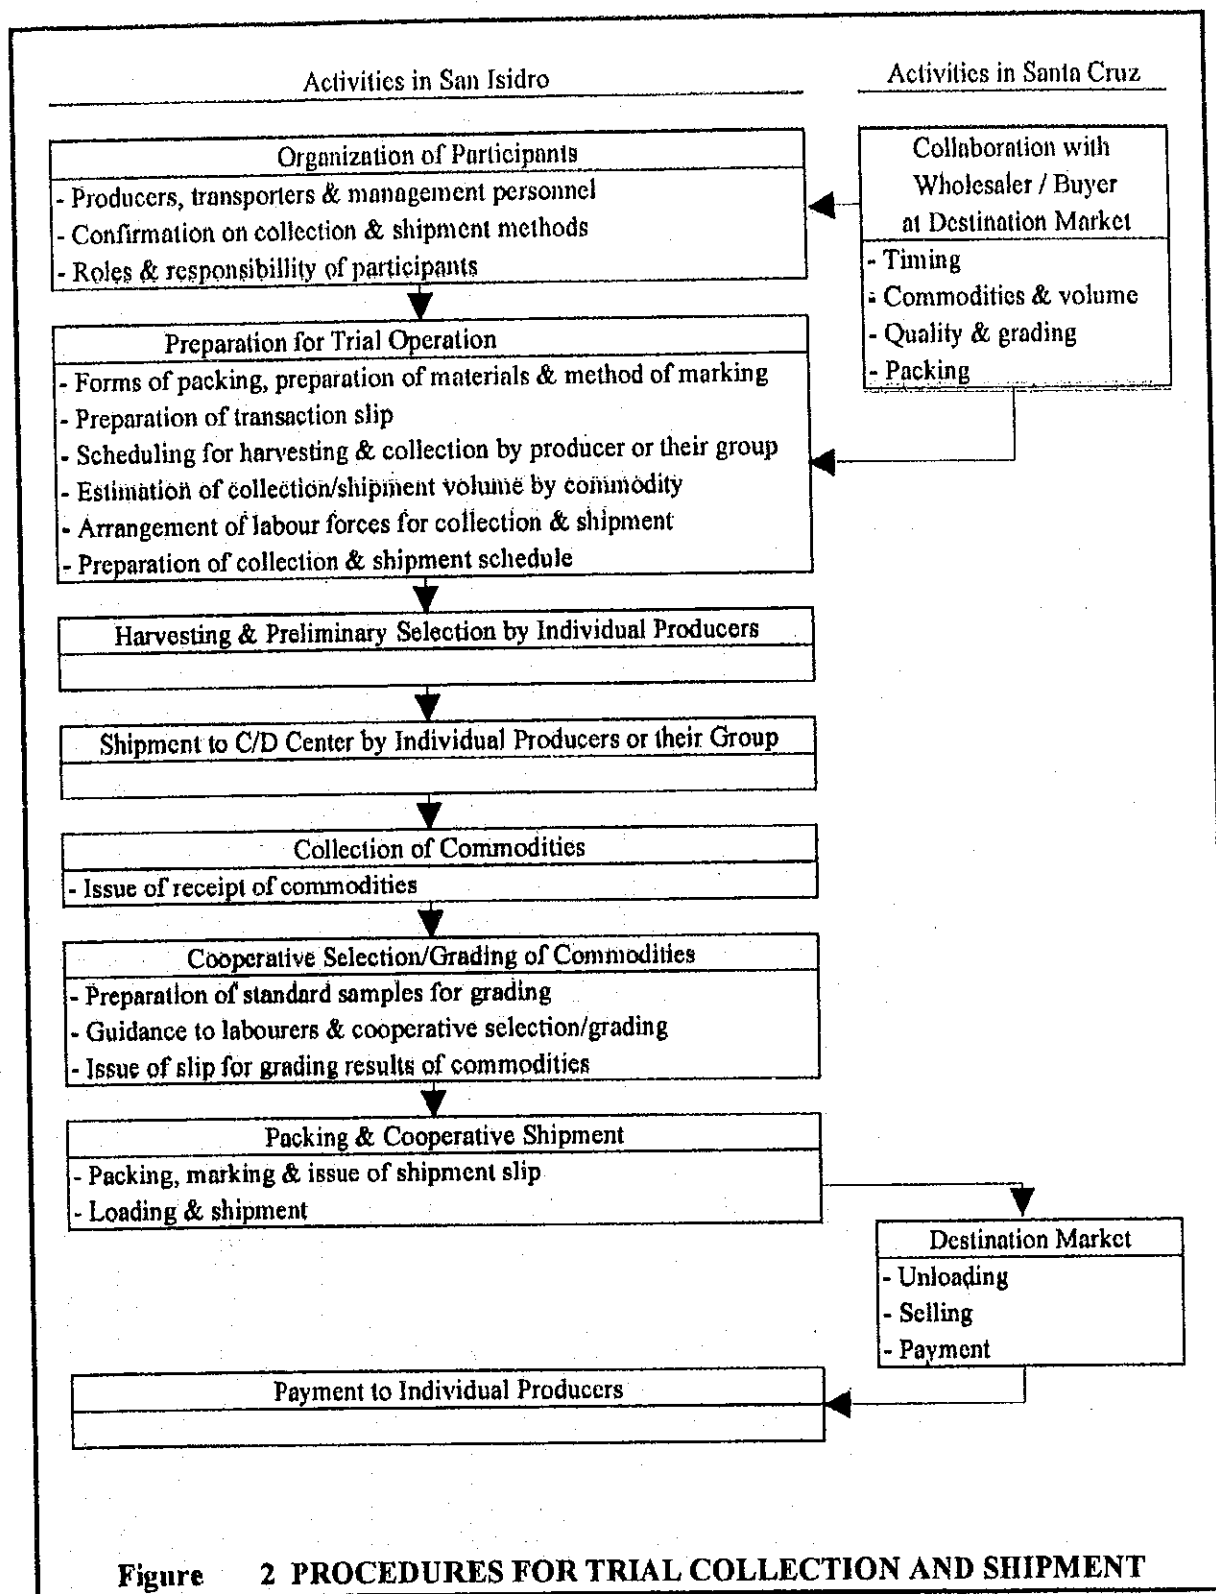 Activities in San Isidro
Activities in Santa Cruz
Organization of Participants
- Producers, transporters & management personnel
- Confirmation on collection & shipment methods
- Roles & responsibillity of participants
Collaboration with
Wholesaler / Buyer
at Destination Market
- Timing
- Commodities & volume
- Quality & grading
- Packing
Preparation for Trial Operation
- Forms of packing, preparation of materials & method of marking
- Preparation of transaction slip
- Scheduling for harvesting & collection by producer or their group
- Estimation of collection/shipment volume by commodity
- Arrangement of labour forces for collection & shipment
- Preparation of collection & shipment schedule
Harvesting & Preliminary Selection by Individual Producers
Shipment to C/D Center by Individual Producers or their Group
Collection of Commodities
- Issue of receipt of commodities
Cooperative Selection/Grading of Commodities
- Preparation of standard samples for grading
- Guidance to labourers & cooperative selection/grading
- Issue of slip for grading results of commodities
Packing & Cooperative Shipment
- Packing, marking & issue of shipment slip
- Loading & shipment
Destination Market
- Unloading
- Selling
- Payment
Payment to Individual Producers
Figure 2 PROCEDURES FOR TRIAL COLLECTION AND SHIPMENT